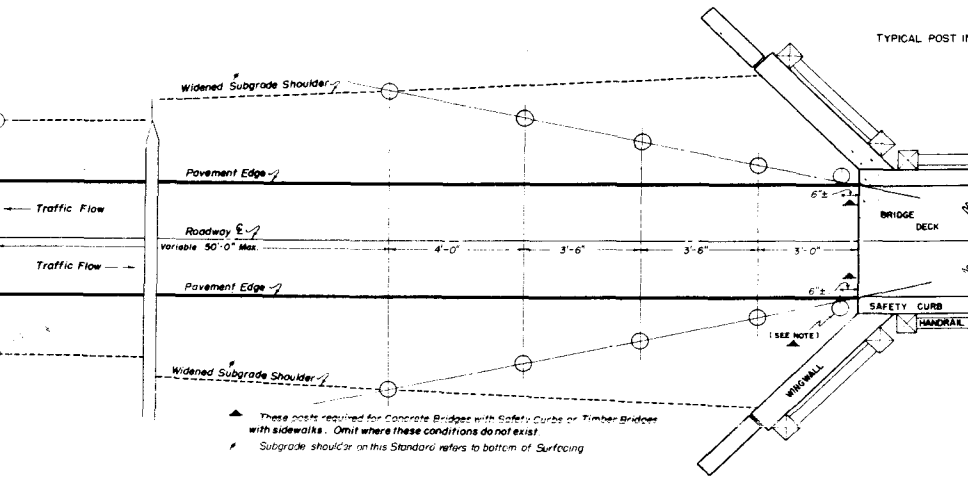 TYPICAL POST IN
Widened Subgrade Shoulder
Pavement Edge
6"±
Traffic Flow
BRIDGE DECK
Roadway ℄
Variable 50'-0" Max.
4'-0"
3'-6"
3'-6"
3'-0"
Traffic Flow
6"±
Pavement Edge
SAFETY CURB
(SEE NOTE)
HANDRAIL
Widened Subgrade Shoulder
WINGWALL
These posts required for Concrete Bridges with Safety Curbs or Timber Bridges
with sidewalks. Omit where these conditions do not exist.
Subgrade shoulder on this Standard refers to bottom of Surfacing